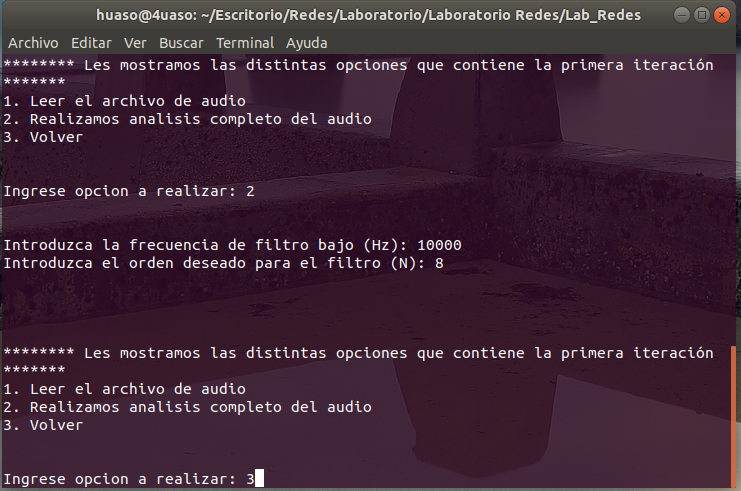 huaso@4uaso: ~/Escritorio/Redes/Laboratorio/Laboratorio Redes/Lab_Redes
Archivo Editar Ver Buscar Terminal Ayuda
******** Les mostramos las distintas opciones que contiene la primera iteración
*******
1. Leer el archivo de audio
2. Realizamos analisis completo del audio
3. Volver
Ingrese opcion a realizar: 2
Introduzca la frecuencia de filtro bajo (Hz): 10000
Introduzca el orden deseado para el filtro (N): 8
******** Les mostramos las distintas opciones que contiene la primera iteración
*******
1. Leer el archivo de audio
2. Realizamos analisis completo del audio
3. Volver
Ingrese opcion a realizar: 3